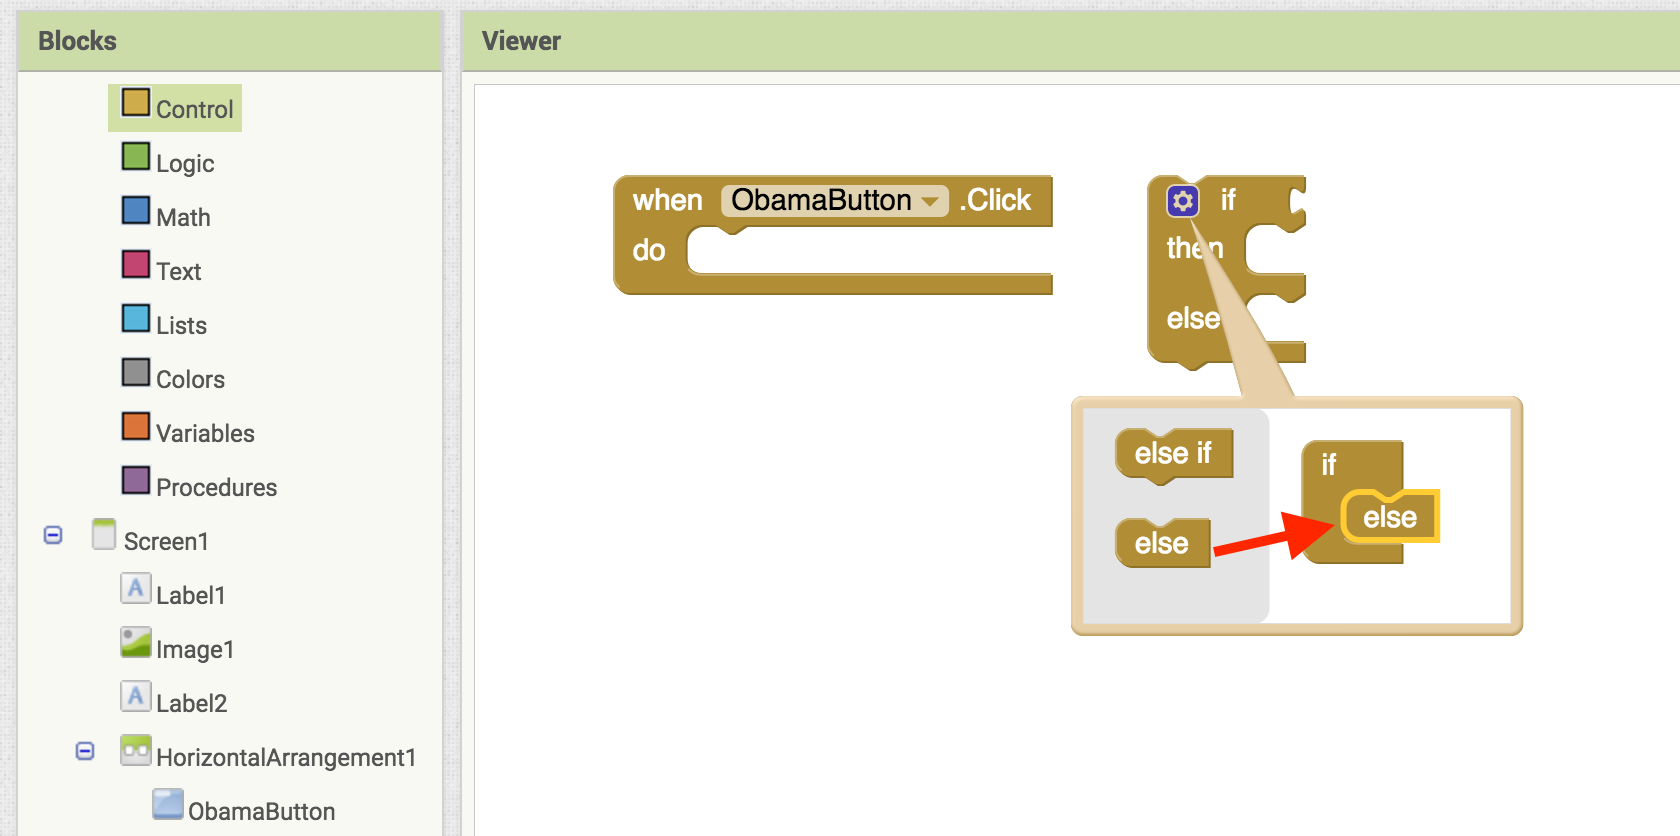 Blocks
Viewer
Control
Logic
Math
Text
Lists
Colors
Variables
Procedures
Screen1
Label1
Image1
Label2
HorizontalArrangement1
ObamaButton
when ObamaButton .Click
do
if
then
else
else if
else
if
else